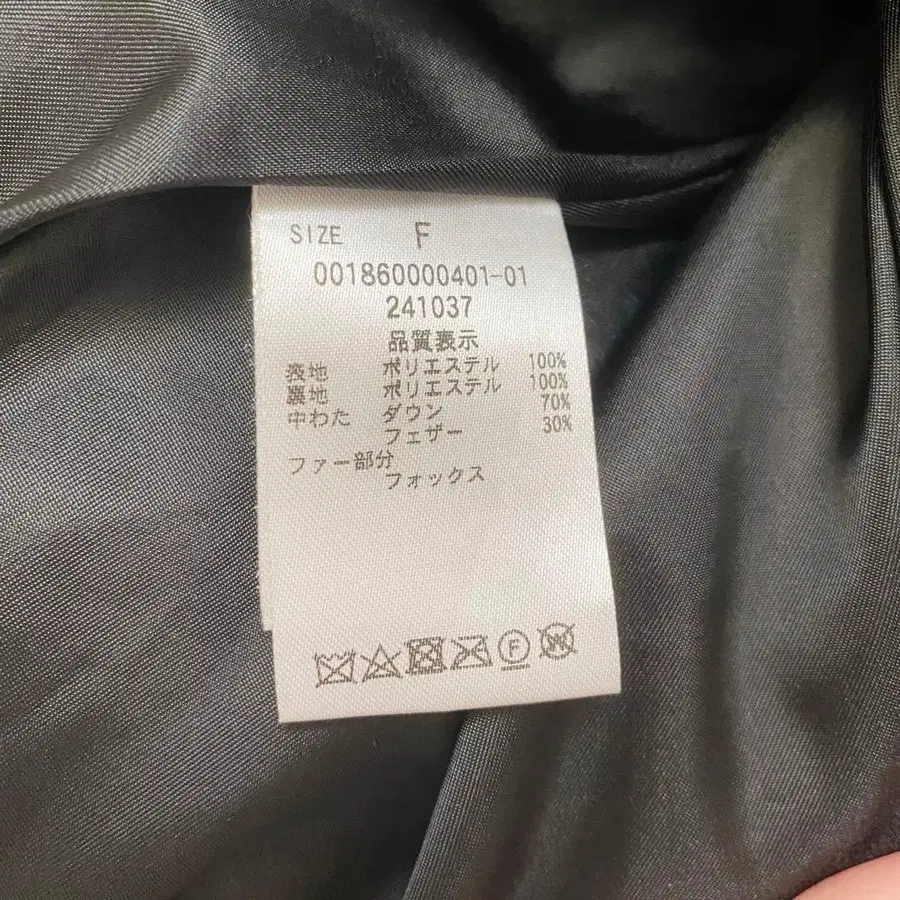 SIZE F
001860000401-01
241037
品質表示
表地 ポリエステル 100%
裏地 ポリエステル 100%
中わた ダウン 70%
フェザー 30%
ファー部分
フォックス
F W